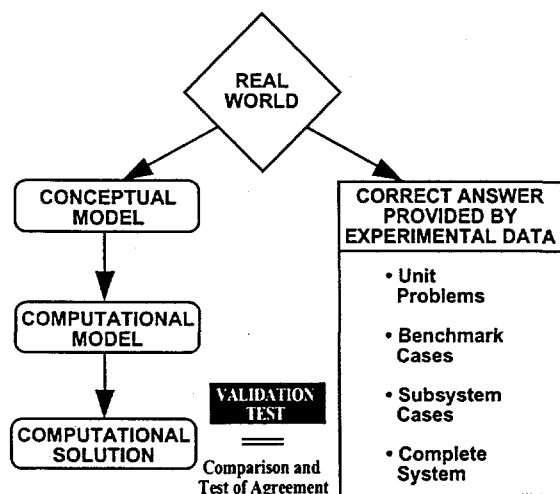 REAL
WORLD
CONCEPTUAL
MODEL
COMPUTATIONAL
MODEL
COMPUTATIONAL
SOLUTION
VALIDATION
TEST
Comparison and
Test of Agreement
CORRECT ANSWER
PROVIDED BY
EXPERIMENTAL DATA
• Unit
Problems
• Benchmark
Cases
• Subsystem
Cases
• Complete
System